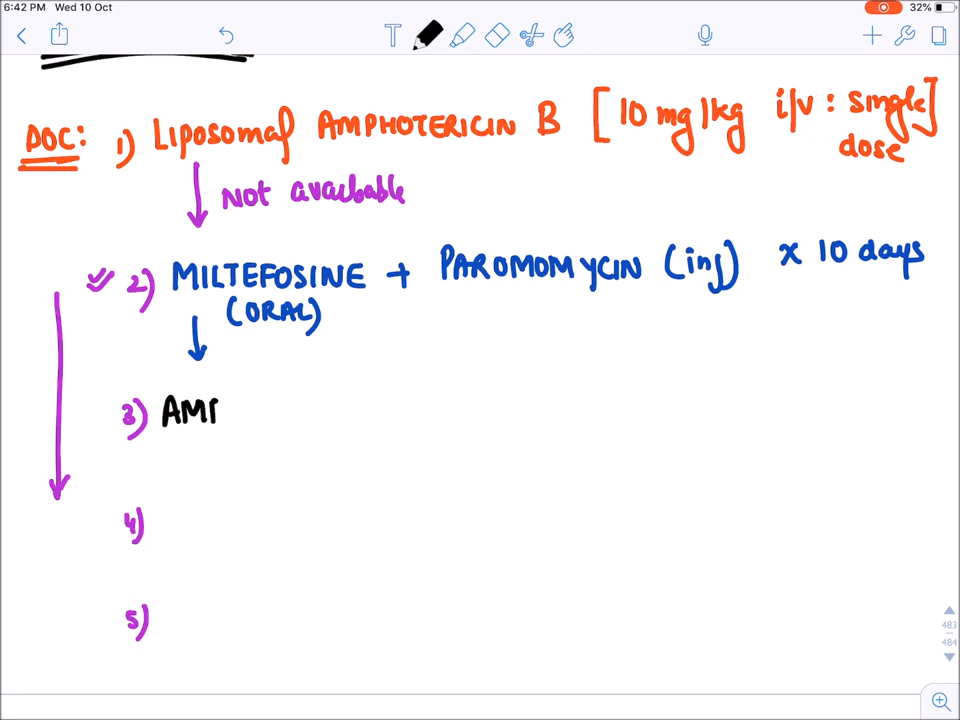 6:42 PM Wed 10 Oct 32%
DOC: 1) LIPOSOMAL AMPHOTERICIN B [10 mg/kg i/v : single dose]
Not available
2) MILTEFOSINE + PAROMOMYCIN (inj) x 10 days
(ORAL)
3) AMP
4)
5)
483
484